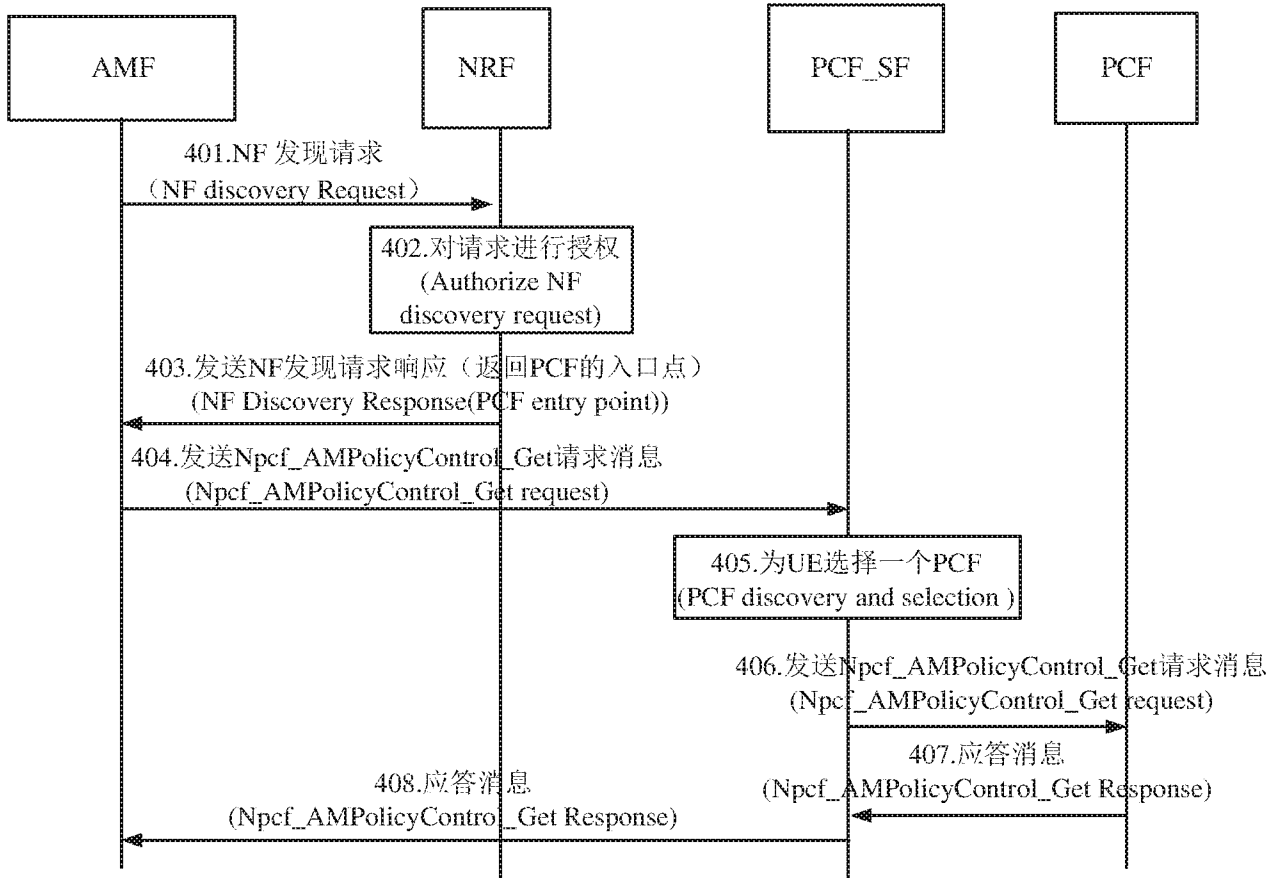 AMF
NRF
PCF_SF
PCF
401.NF 发现请求
（NF discovery Request）
402.对请求进行授权
(Authorize NF
discovery request)
403.发送NF发现请求响应（返回PCF的入口点）
(NF Discovery Response(PCF entry point))
404.发送Npcf_AMPolicyControl_Get请求消息
(Npcf_AMPolicyControl_Get request)
405.为UE选择一个PCF
(PCF discovery and selection )
406.发送Npcf_AMPolicyControl_Get请求消息
(Npcf_AMPolicyControl_Get request)
407.应答消息
(Npcf_AMPolicyControl_Get Response)
408.应答消息
(Npcf_AMPolicyControl_Get Response)